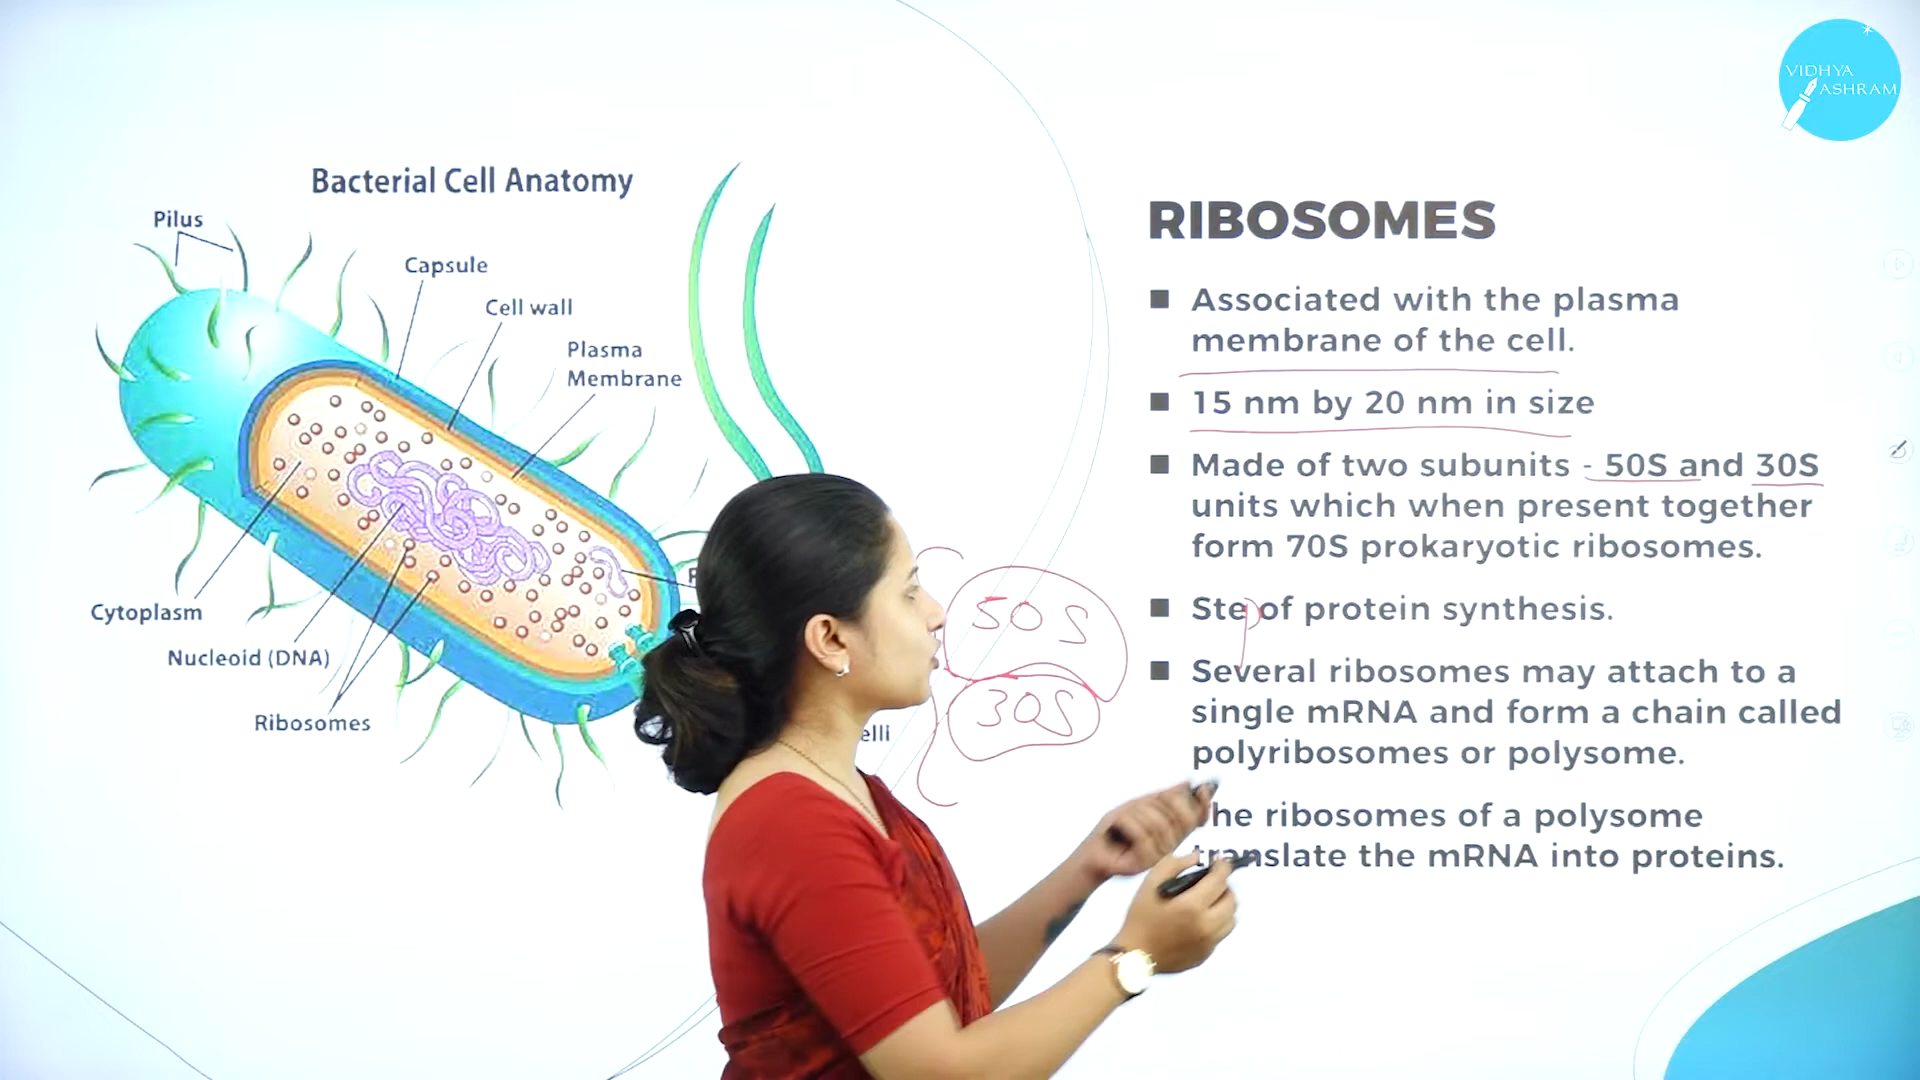 VIDHYA
ASHRAM
Bacterial Cell Anatomy
Pilus
Capsule
Cell wall
Plasma
Membrane
Cytoplasm
Nucleoid (DNA)
Ribosomes
elli
50S
30S
RIBOSOMES
■ Associated with the plasma
membrane of the cell.
■ 15 nm by 20 nm in size
■ Made of two subunits - 50S and 30S
units which when present together
form 70S prokaryotic ribosomes.
■ Step of protein synthesis.
■ Several ribosomes may attach to a
single mRNA and form a chain called
polyribosomes or polysome.
he ribosomes of a polysome
translate the mRNA into proteins.